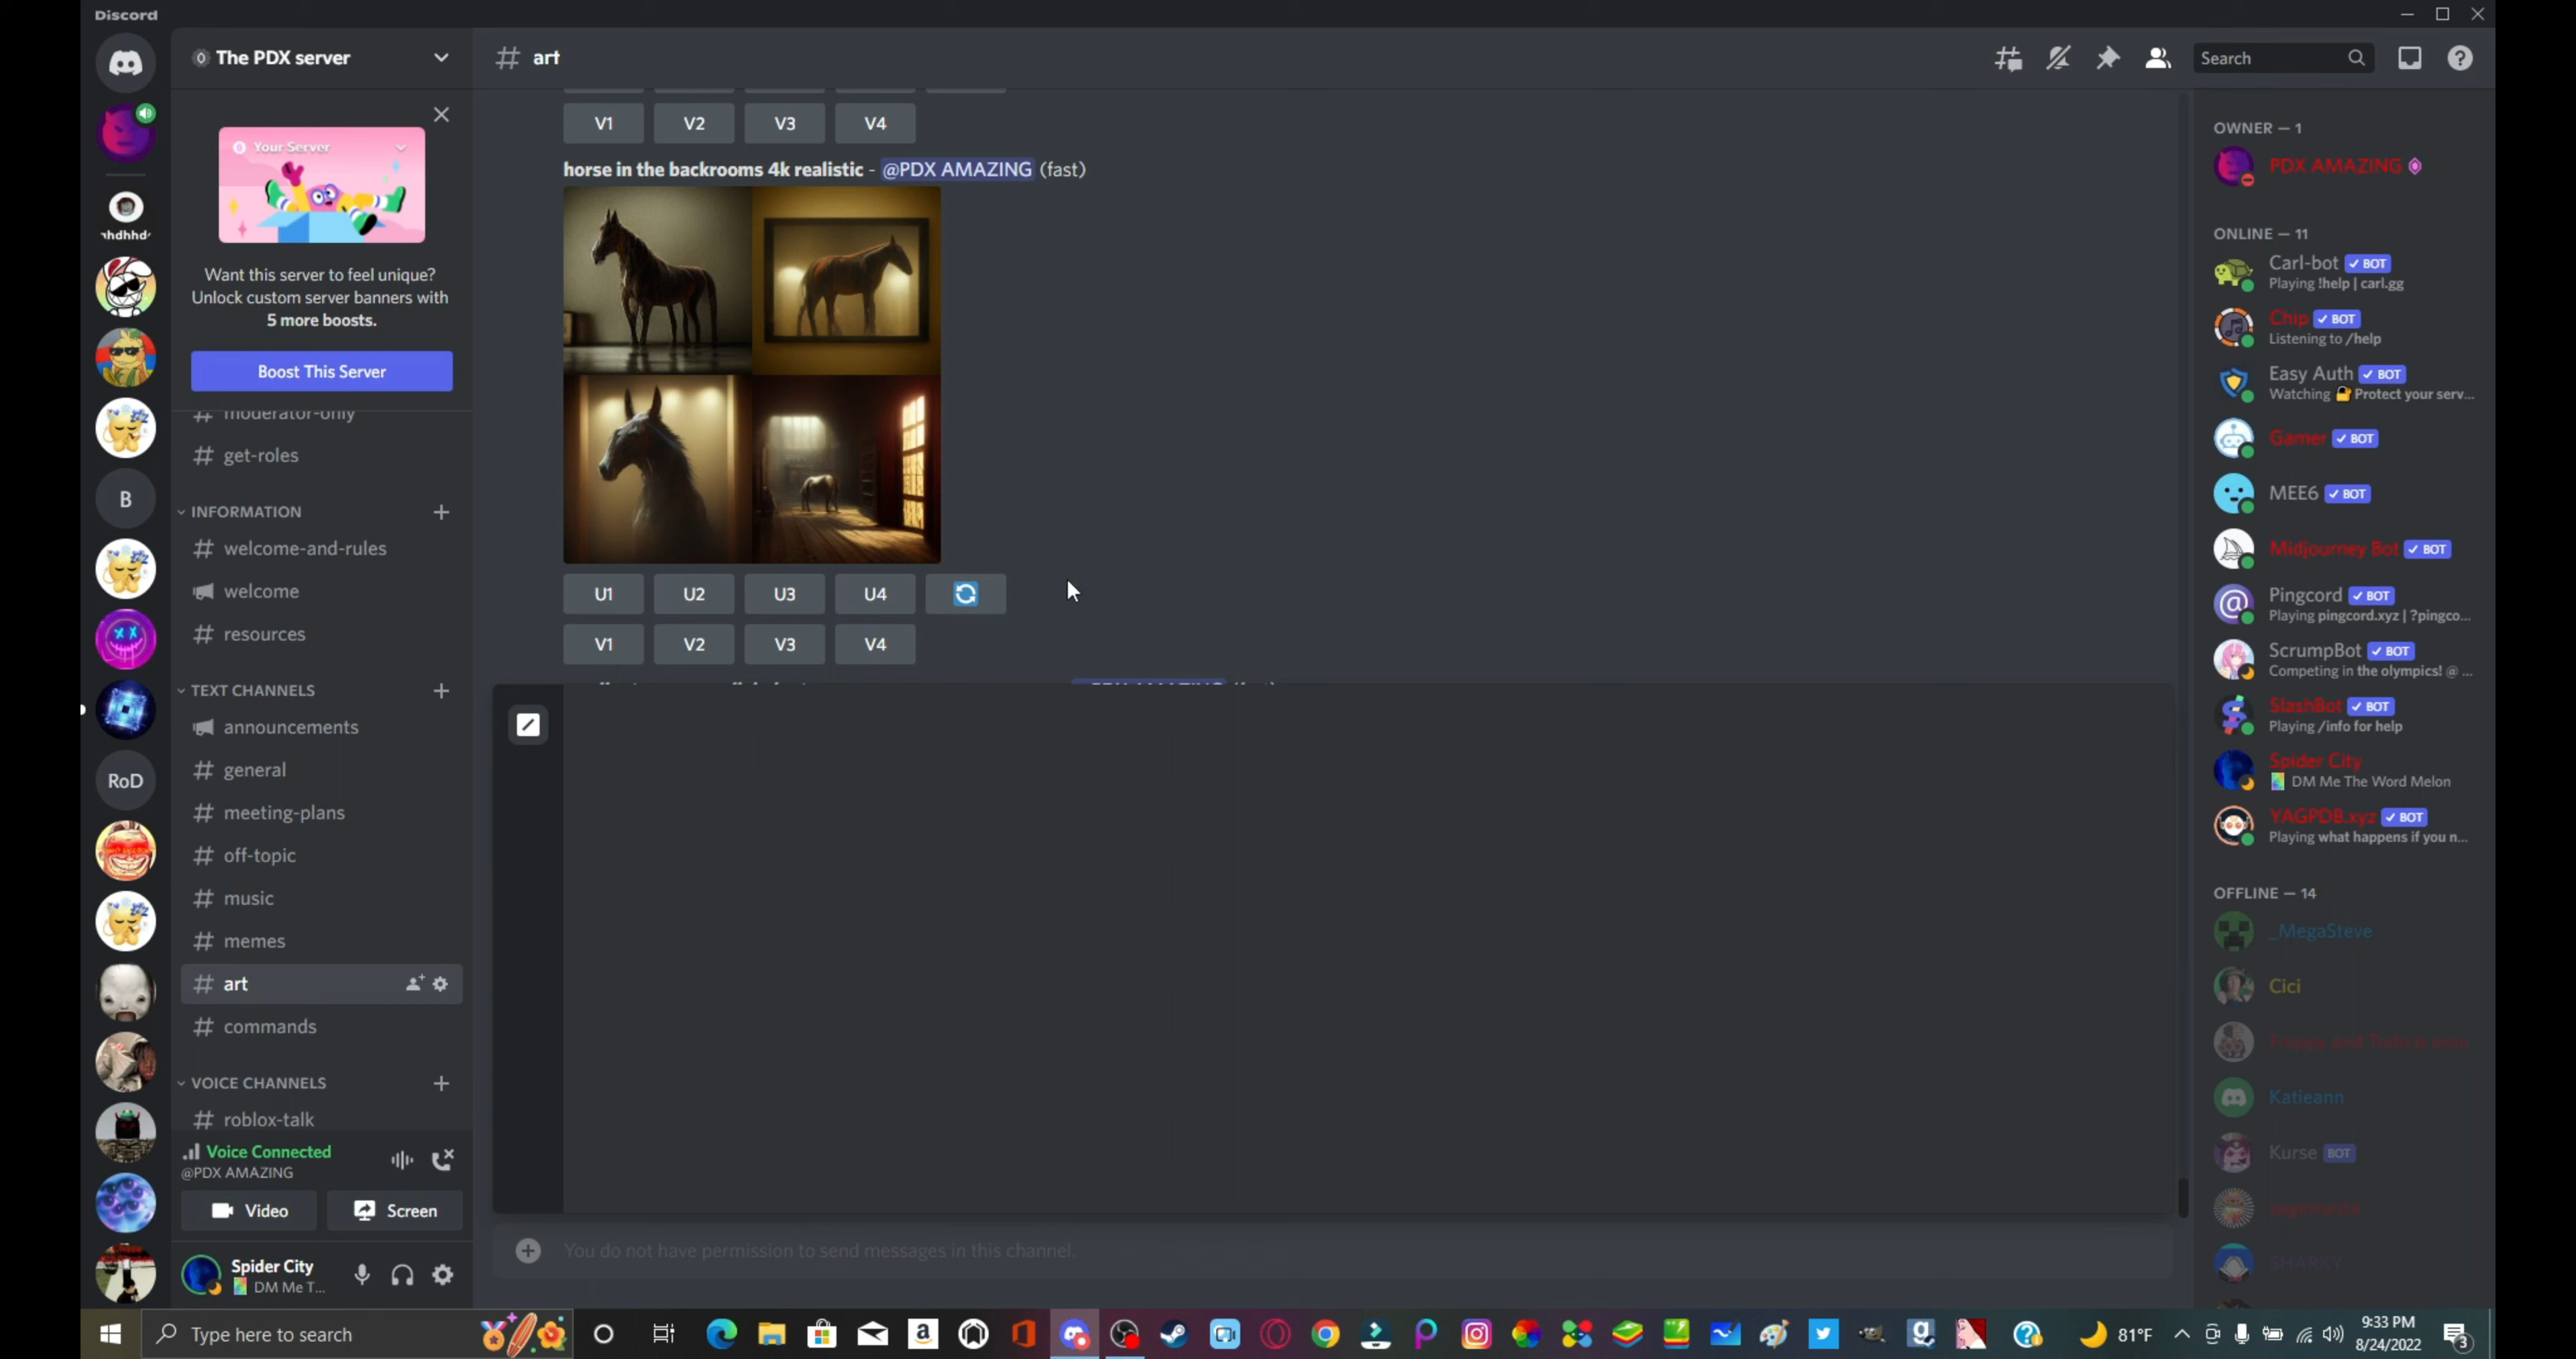 Discord
The PDX server
art
Search
Your Server
Want this server to feel unique?
Unlock custom server banners with
5 more boosts.
Boost This Server
moderator-only
get-roles
INFORMATION
welcome-and-rules
welcome
resources
TEXT CHANNELS
announcements
general
meeting-plans
off-topic
music
memes
art
commands
VOICE CHANNELS
roblox-talk
Voice Connected
@PDX AMAZING
Video
Screen
Spider City
DM Me T...
B
RoD
V1 V2 V3 V4
horse in the backrooms 4k realistic - @PDX AMAZING (fast)
U1 U2 U3 U4
V1 V2 V3 V4
You do not have permission to send messages in this channel.
OWNER — 1
PDX AMAZING
ONLINE — 11
Carl-bot BOT
Playing !help | carl.gg
Chip BOT
Listening to /help
Easy Auth BOT
Watching Protect your serv...
Gamer BOT
MEE6 BOT
Midjourney Bot BOT
Pingcord BOT
Playing pingcord.xyz | ?pingco...
ScrumpBot BOT
Competing in the olympics! @ ...
SlashBot BOT
Playing /info for help
Spider City
DM Me The Word Melon
YAGPDB.xyz BOT
Playing what happens if you n...
OFFLINE — 14
_MegaSteve
Cici
Katieann
Kurse BOT
SHARKY
Type here to search
81°F
9:33 PM
8/24/2022
3